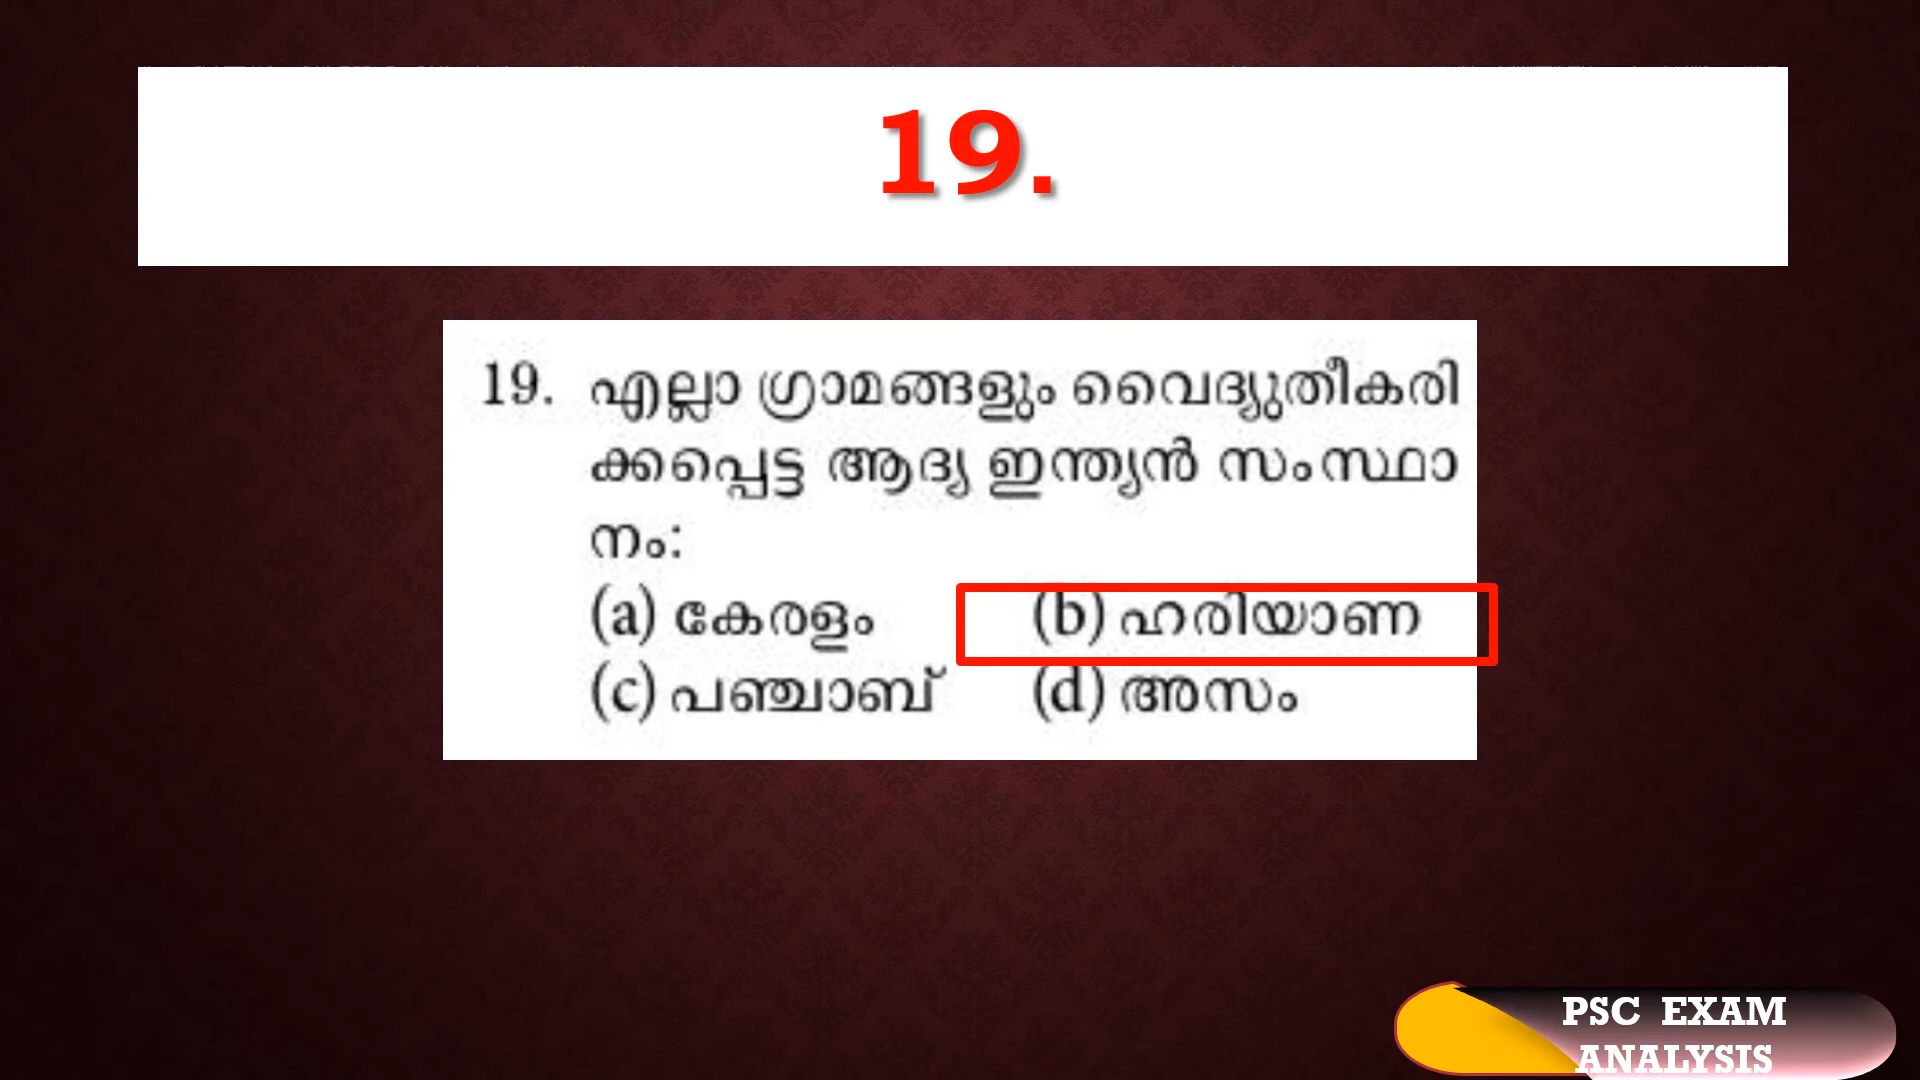 19.
19. എല്ലാ ഗ്രാമങ്ങളും വൈദ്യുതീകരി
ക്കപ്പെട്ട ആദ്യ ഇന്ത്യൻ സംസ്ഥാ
നം:
(a) കേരളം (b) ഹരിയാണ
(c) പഞ്ചാബ് (d) അസം
PSC EXAM
ANALYSIS